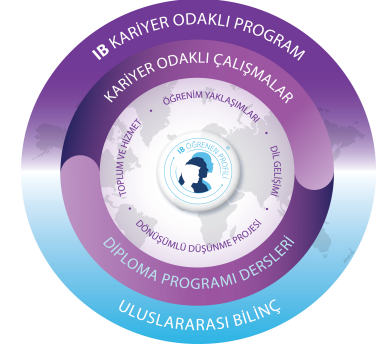 IB KARİYER ODAKLI PROGRAM
KARİYER ODAKLI ÇALIŞMALAR
ÖĞRENİM YAKLAŞIMLARI
TOPLUM VE HİZMET
DİL GELİŞİMİ
IB ÖĞRENER PROFİLİ
DÖNÜŞÜMLÜ DÜŞÜNME PROJESİ
DİPLOMA PROGRAMI DERSLERİ
ULUSLARARASI BİLİNÇ